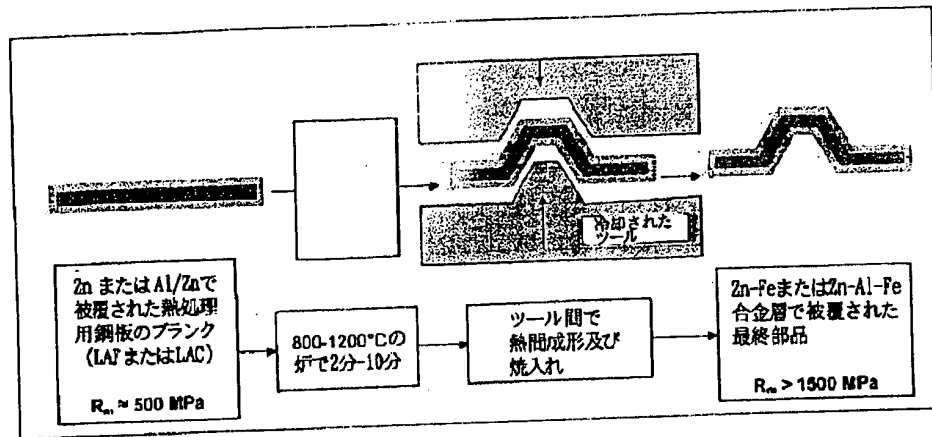 冷却された
ツール
Zn またはAl/Znで
被覆された熱処理
用鋼板のブランク
(LAFまたはLAC)
Rₘ ≈ 500 MPa
800-1200°Cの
炉で2分-10分
ツール間で
熱間成形及び
焼入れ
Zn-FeまたはZn-Al-Fe
合金層で被覆された
最終部品
Rₘ > 1500 MPa